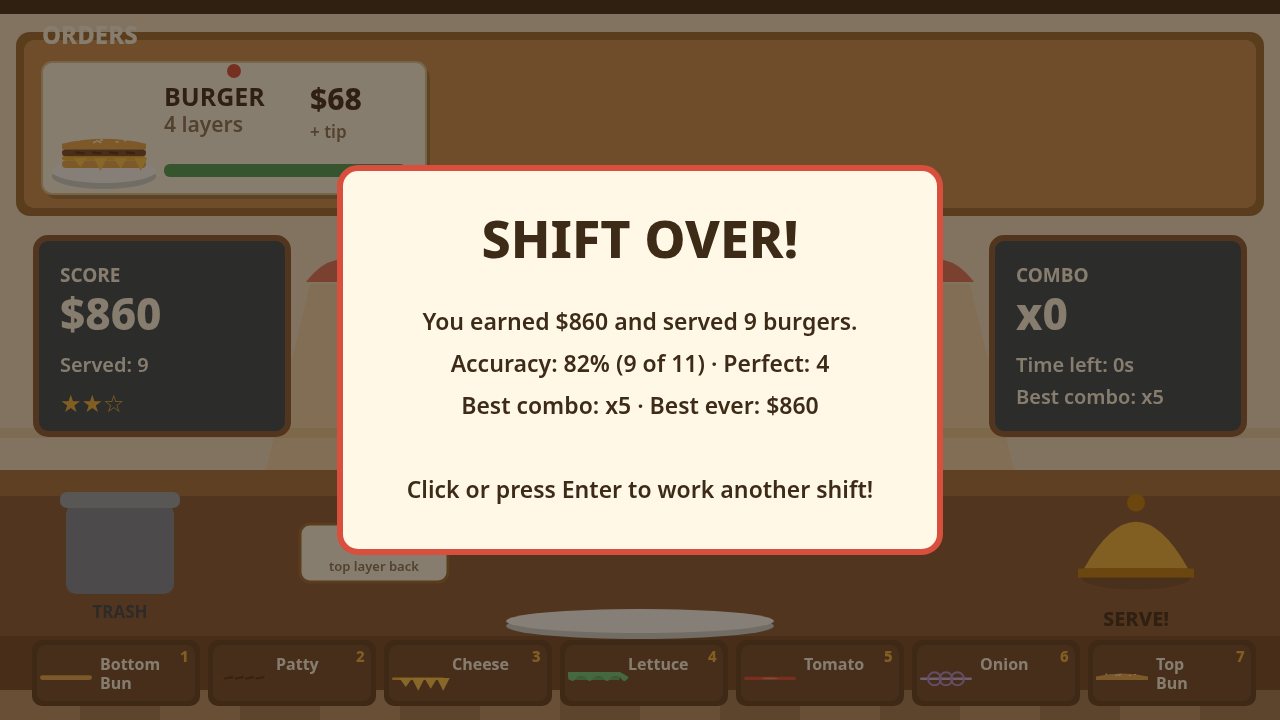 ORDERS
BURGER
4 layers
$68
+ tip
SHIFT OVER!
You earned $860 and served 9 burgers.
Accuracy: 82% (9 of 11) · Perfect: 4
Best combo: x5 · Best ever: $860
Click or press Enter to work another shift!
SCORE
$860
Served: 9
★★☆
COMBO
x0
Time left: 0s
Best combo: x5
TRASH
top layer back
SERVE!
Bottom Bun 1
Patty 2
Cheese 3
Lettuce 4
Tomato 5
Onion 6
Top Bun 7